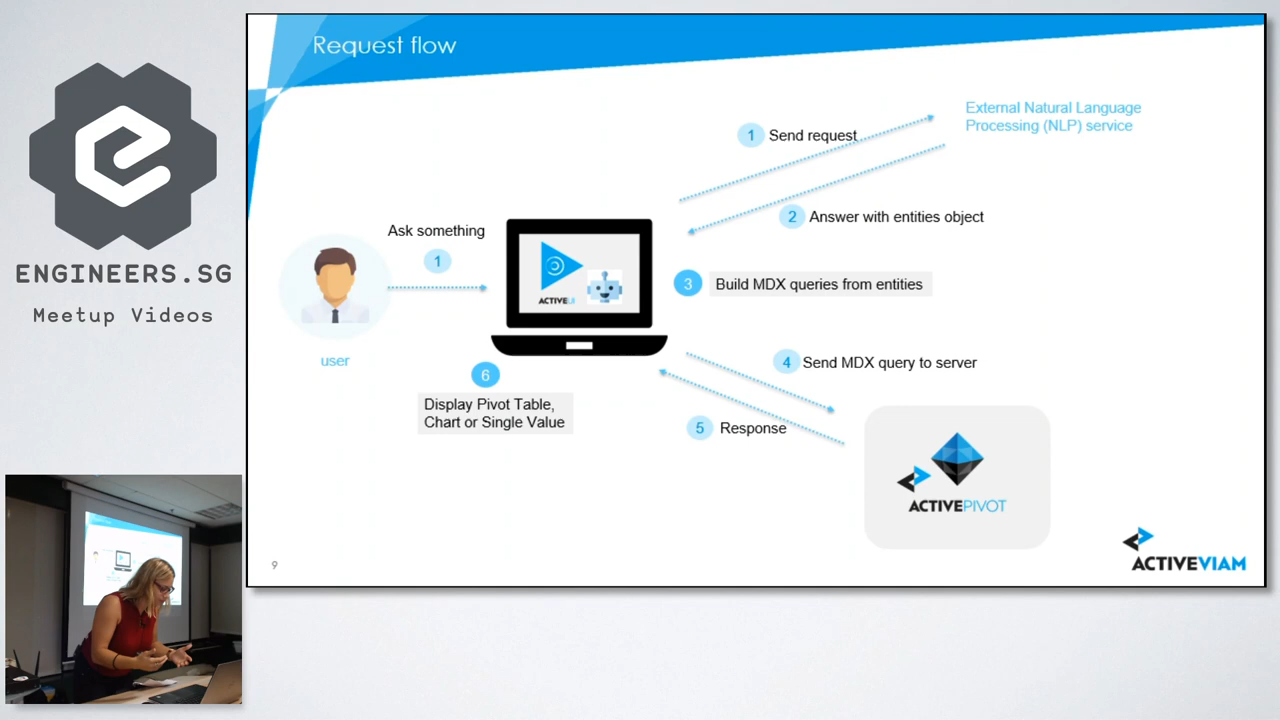 ENGINEERS.SG
Meetup Videos
Request flow
External Natural Language
Processing (NLP) service
1 Send request
2 Answer with entities object
Ask something
1
ACTIVEUI
3 Build MDX queries from entities
user
4 Send MDX query to server
6
Display Pivot Table,
Chart or Single Value
5 Response
ACTIVEPIVOT
9
ACTIVEVIAM